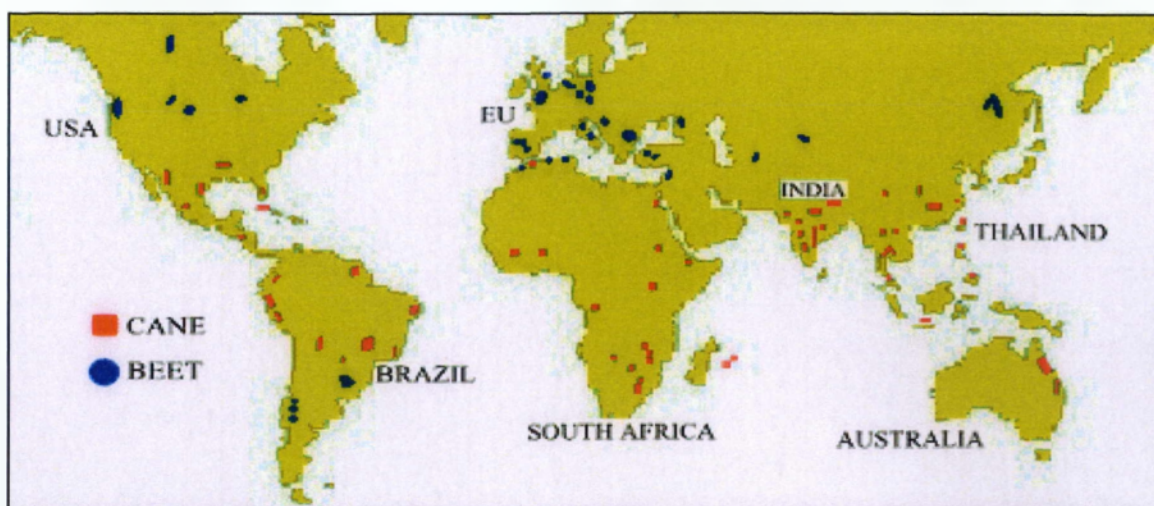 USA
EU
INDIA
THAILAND
CANE
BEET
BRAZIL
SOUTH AFRICA
AUSTRALIA